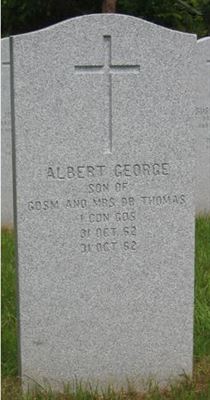 ALBERT GEORGE
SON OF
GDSM AND MRS DB THOMAS
1 CDN GDS
31 OCT 62
31 OCT 62